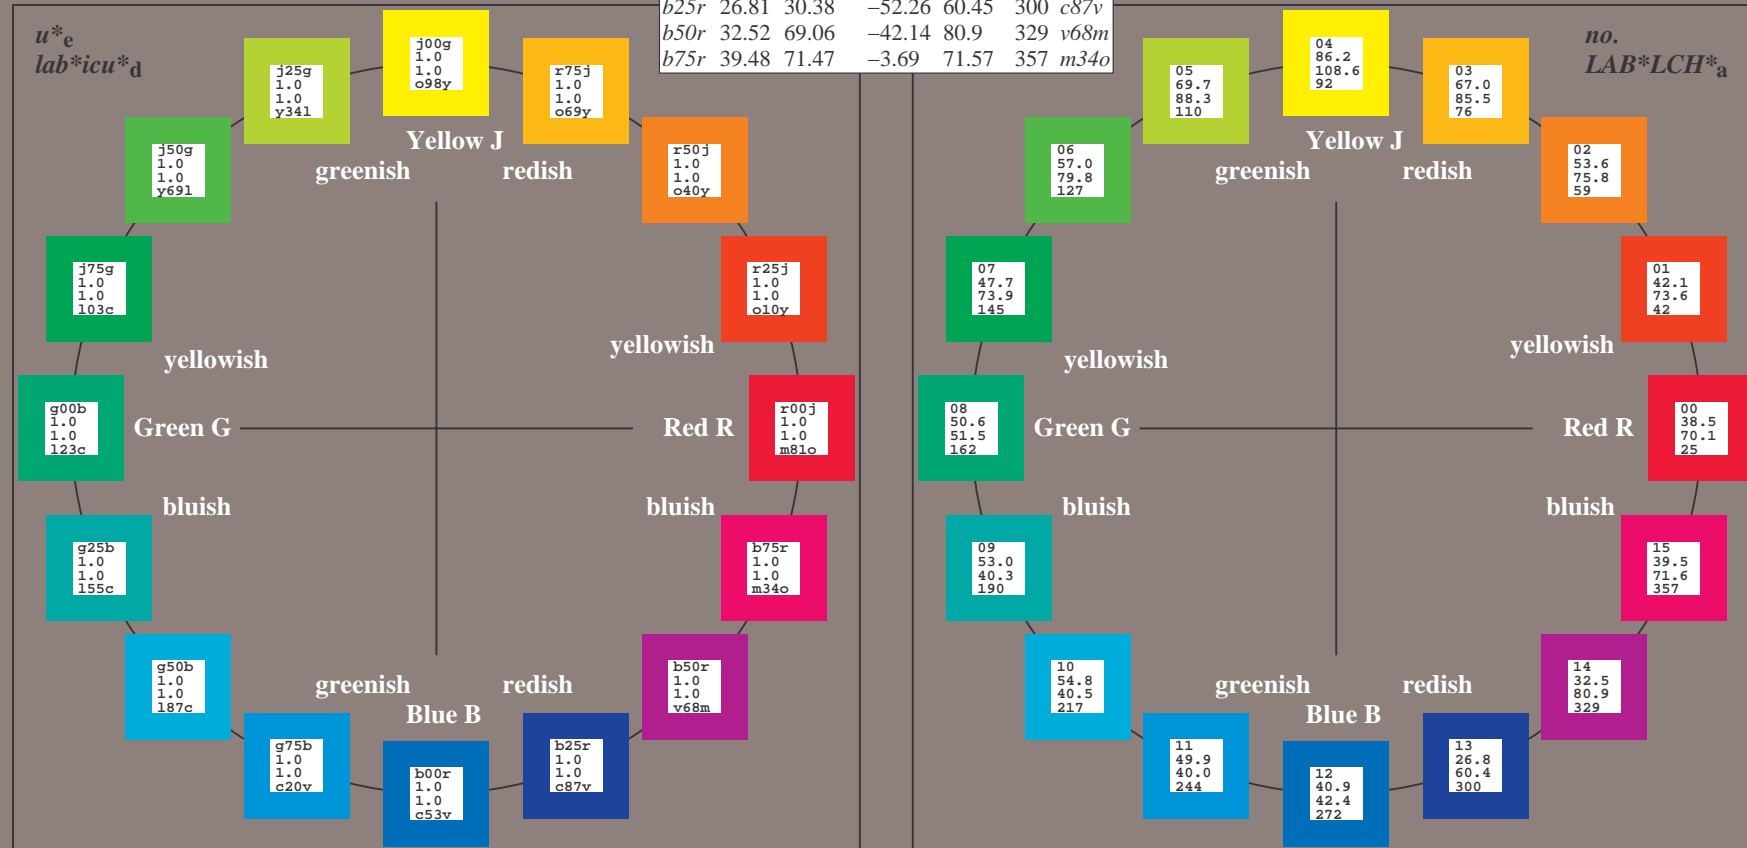 b25r 26.81 30.38 −52.26 60.45 300 c87v
b50r 32.52 69.06 −42.14 80.9 329 v68m
b75r 39.48 71.47 −3.69 71.57 357 m34o
u*e
lab*icu*d
j00g
1.0
1.0
o98y
j25g
1.0
1.0
y34l
r75j
1.0
1.0
o69y
Yellow J
greenish redish
j50g
1.0
1.0
y69l
r50j
1.0
1.0
o40y
j75g
1.0
1.0
l03c
r25j
1.0
1.0
o10y
yellowish
yellowish
g00b
1.0
1.0
l23c
Green G
Red R
r00j
1.0
1.0
m81o
bluish
bluish
g25b
1.0
1.0
l55c
b75r
1.0
1.0
m34o
g50b
1.0
1.0
l87c
b50r
1.0
1.0
v68m
greenish redish
Blue B
g75b
1.0
1.0
c20v
b25r
1.0
1.0
c87v
b00r
1.0
1.0
c53v
no.
LAB*LCH*a
04
86.2
108.6
92
05
69.7
88.3
110
03
67.0
85.5
76
Yellow J
greenish redish
06
57.0
79.8
127
02
53.6
75.8
59
07
47.7
73.9
145
01
42.1
73.6
42
yellowish
yellowish
08
50.6
51.5
162
Green G
Red R
00
38.5
70.1
25
bluish
bluish
09
53.0
40.3
190
15
39.5
71.6
357
10
54.8
40.5
217
14
32.5
80.9
329
greenish redish
Blue B
11
49.9
40.0
244
13
26.8
60.4
300
12
40.9
42.4
272